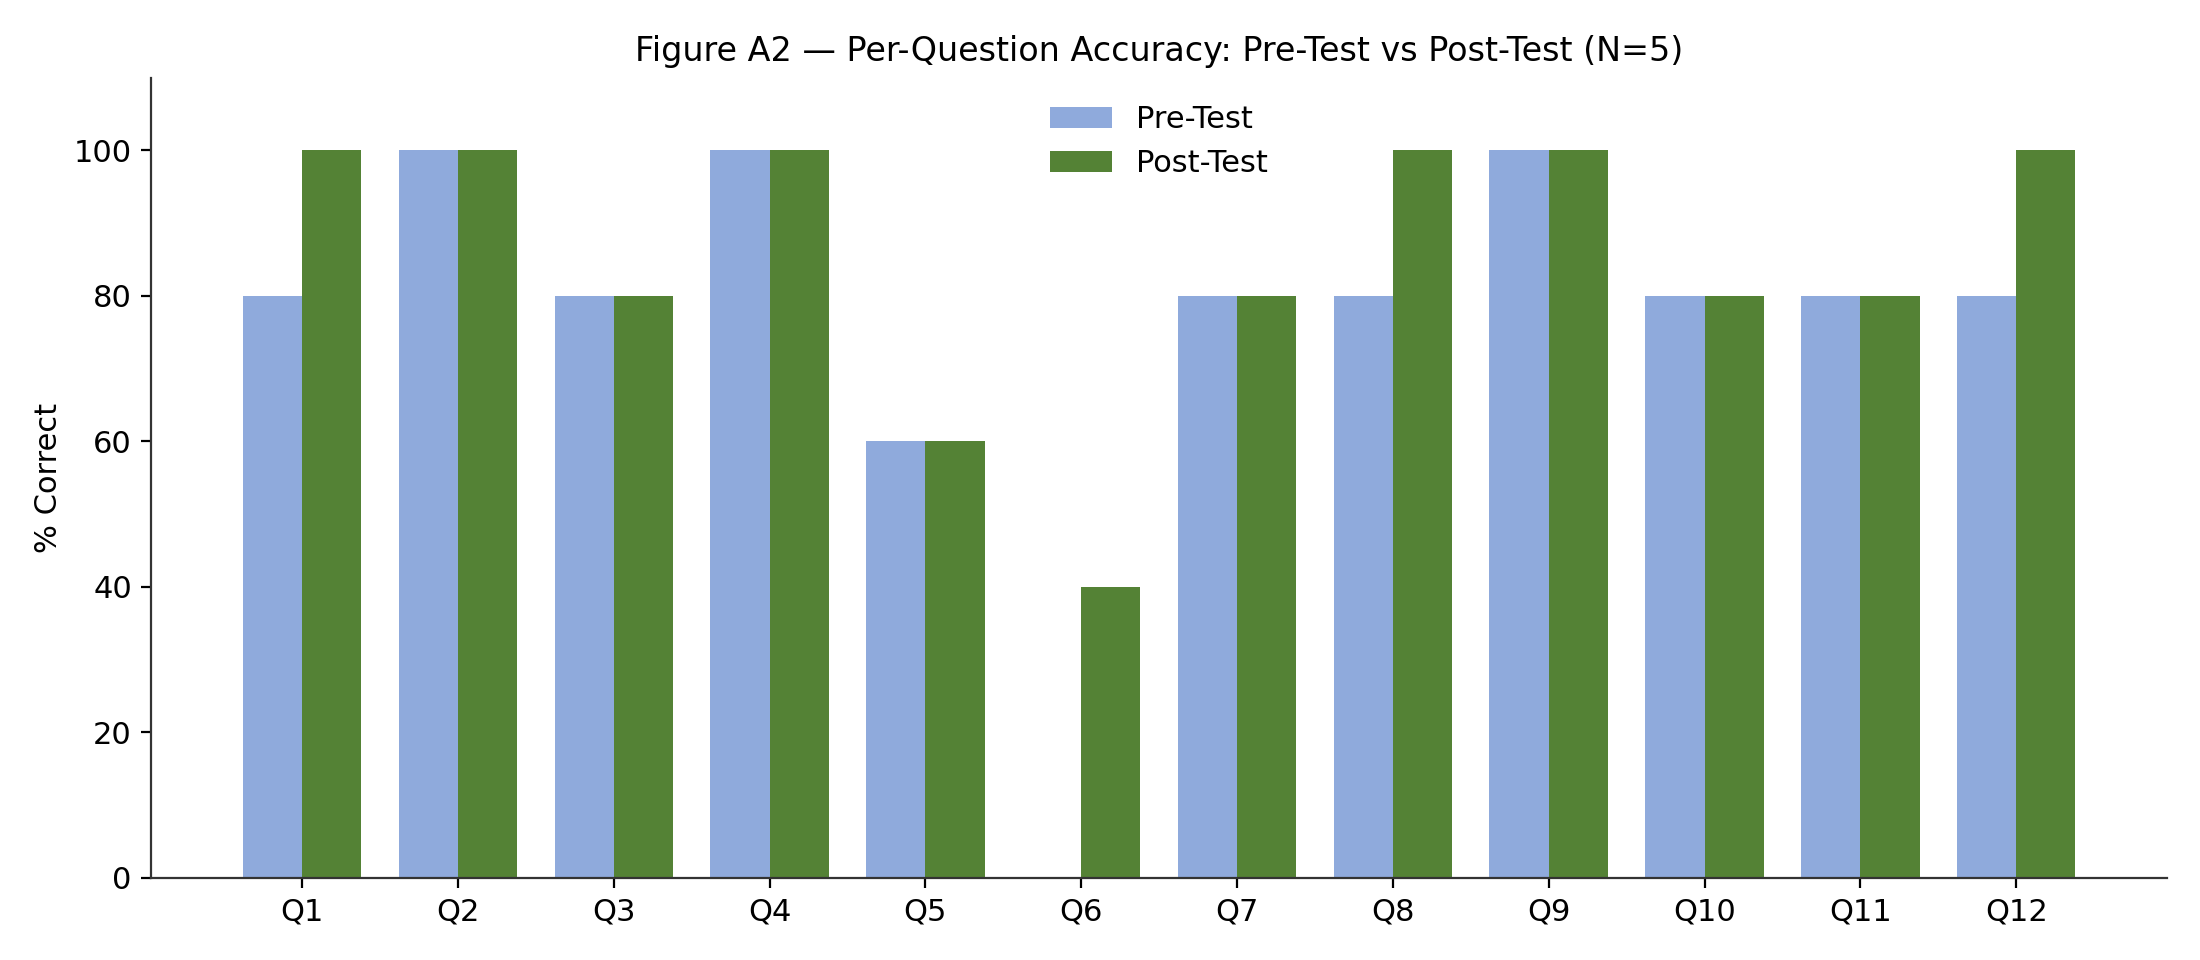 Figure A2 — Per-Question Accuracy: Pre-Test vs Post-Test (N=5)
Pre-Test
Post-Test
% Correct
100
80
60
40
20
0
Q1 Q2 Q3 Q4 Q5 Q6 Q7 Q8 Q9 Q10 Q11 Q12